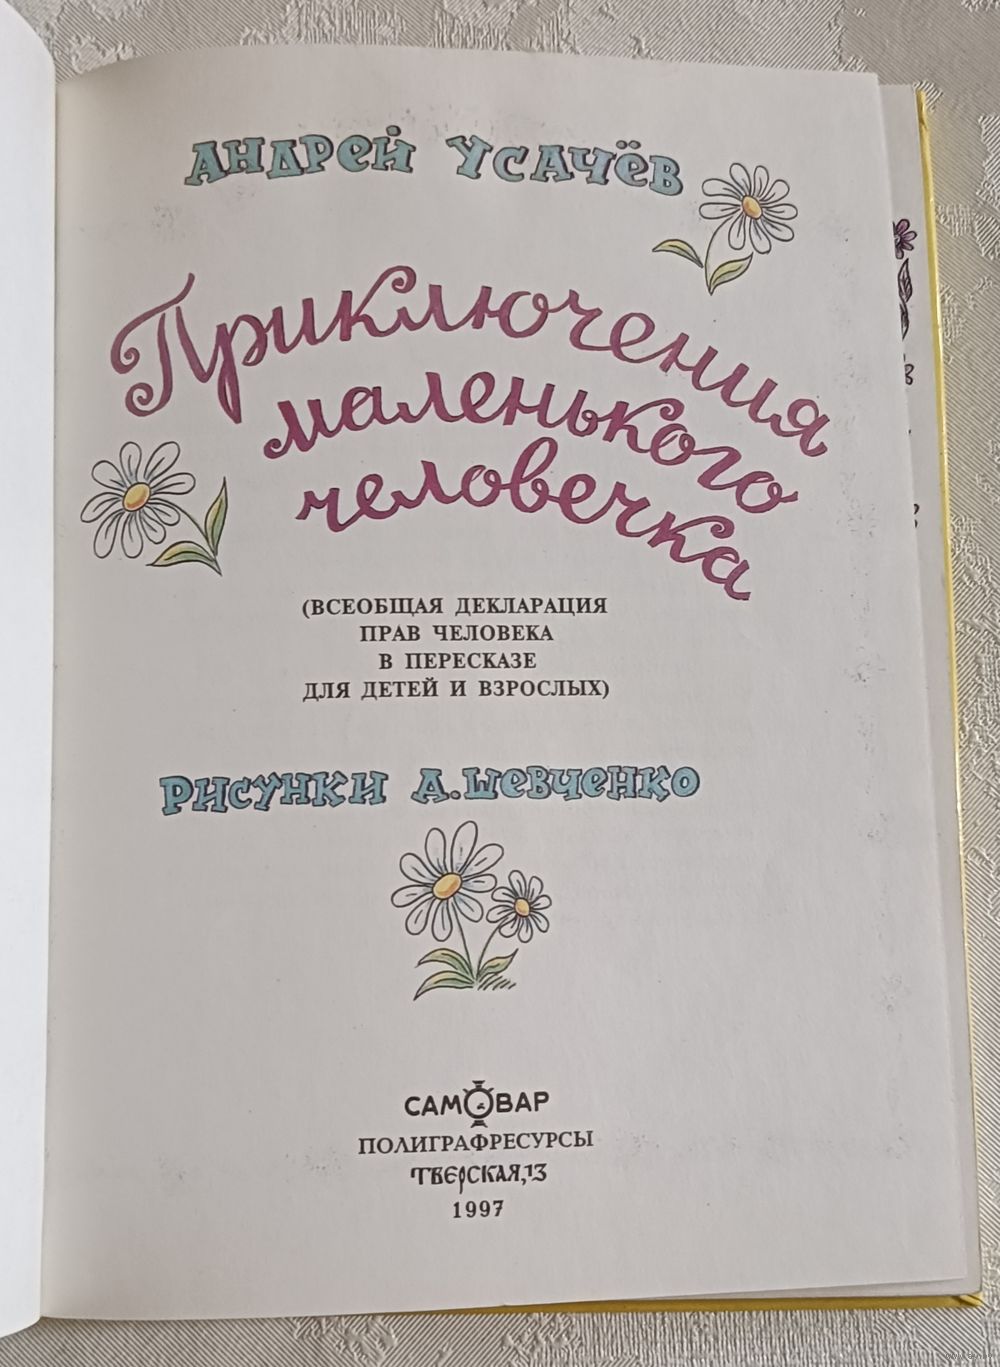 АНДРЕЙ УСАЧЁВ
Приключения
маленького
человечка
(ВСЕОБЩАЯ ДЕКЛАРАЦИЯ
ПРАВ ЧЕЛОВЕКА
В ПЕРЕСКАЗЕ
ДЛЯ ДЕТЕЙ И ВЗРОСЛЫХ)
РИСУНКИ А.ШЕВЧЕНКО
САМОВАР
ПОЛИГРАФРЕСУРСЫ
ТВЕРСКАЯ,13
1997